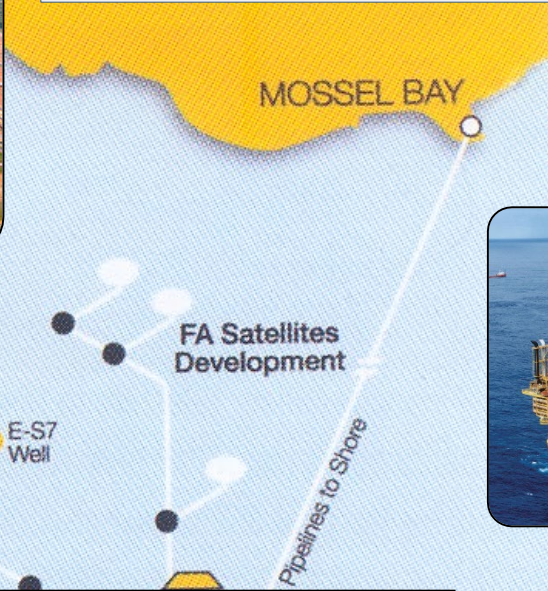 MOSSEL BAY
FA Satellites
Development
E-S7
Well
Pipelines to Shore